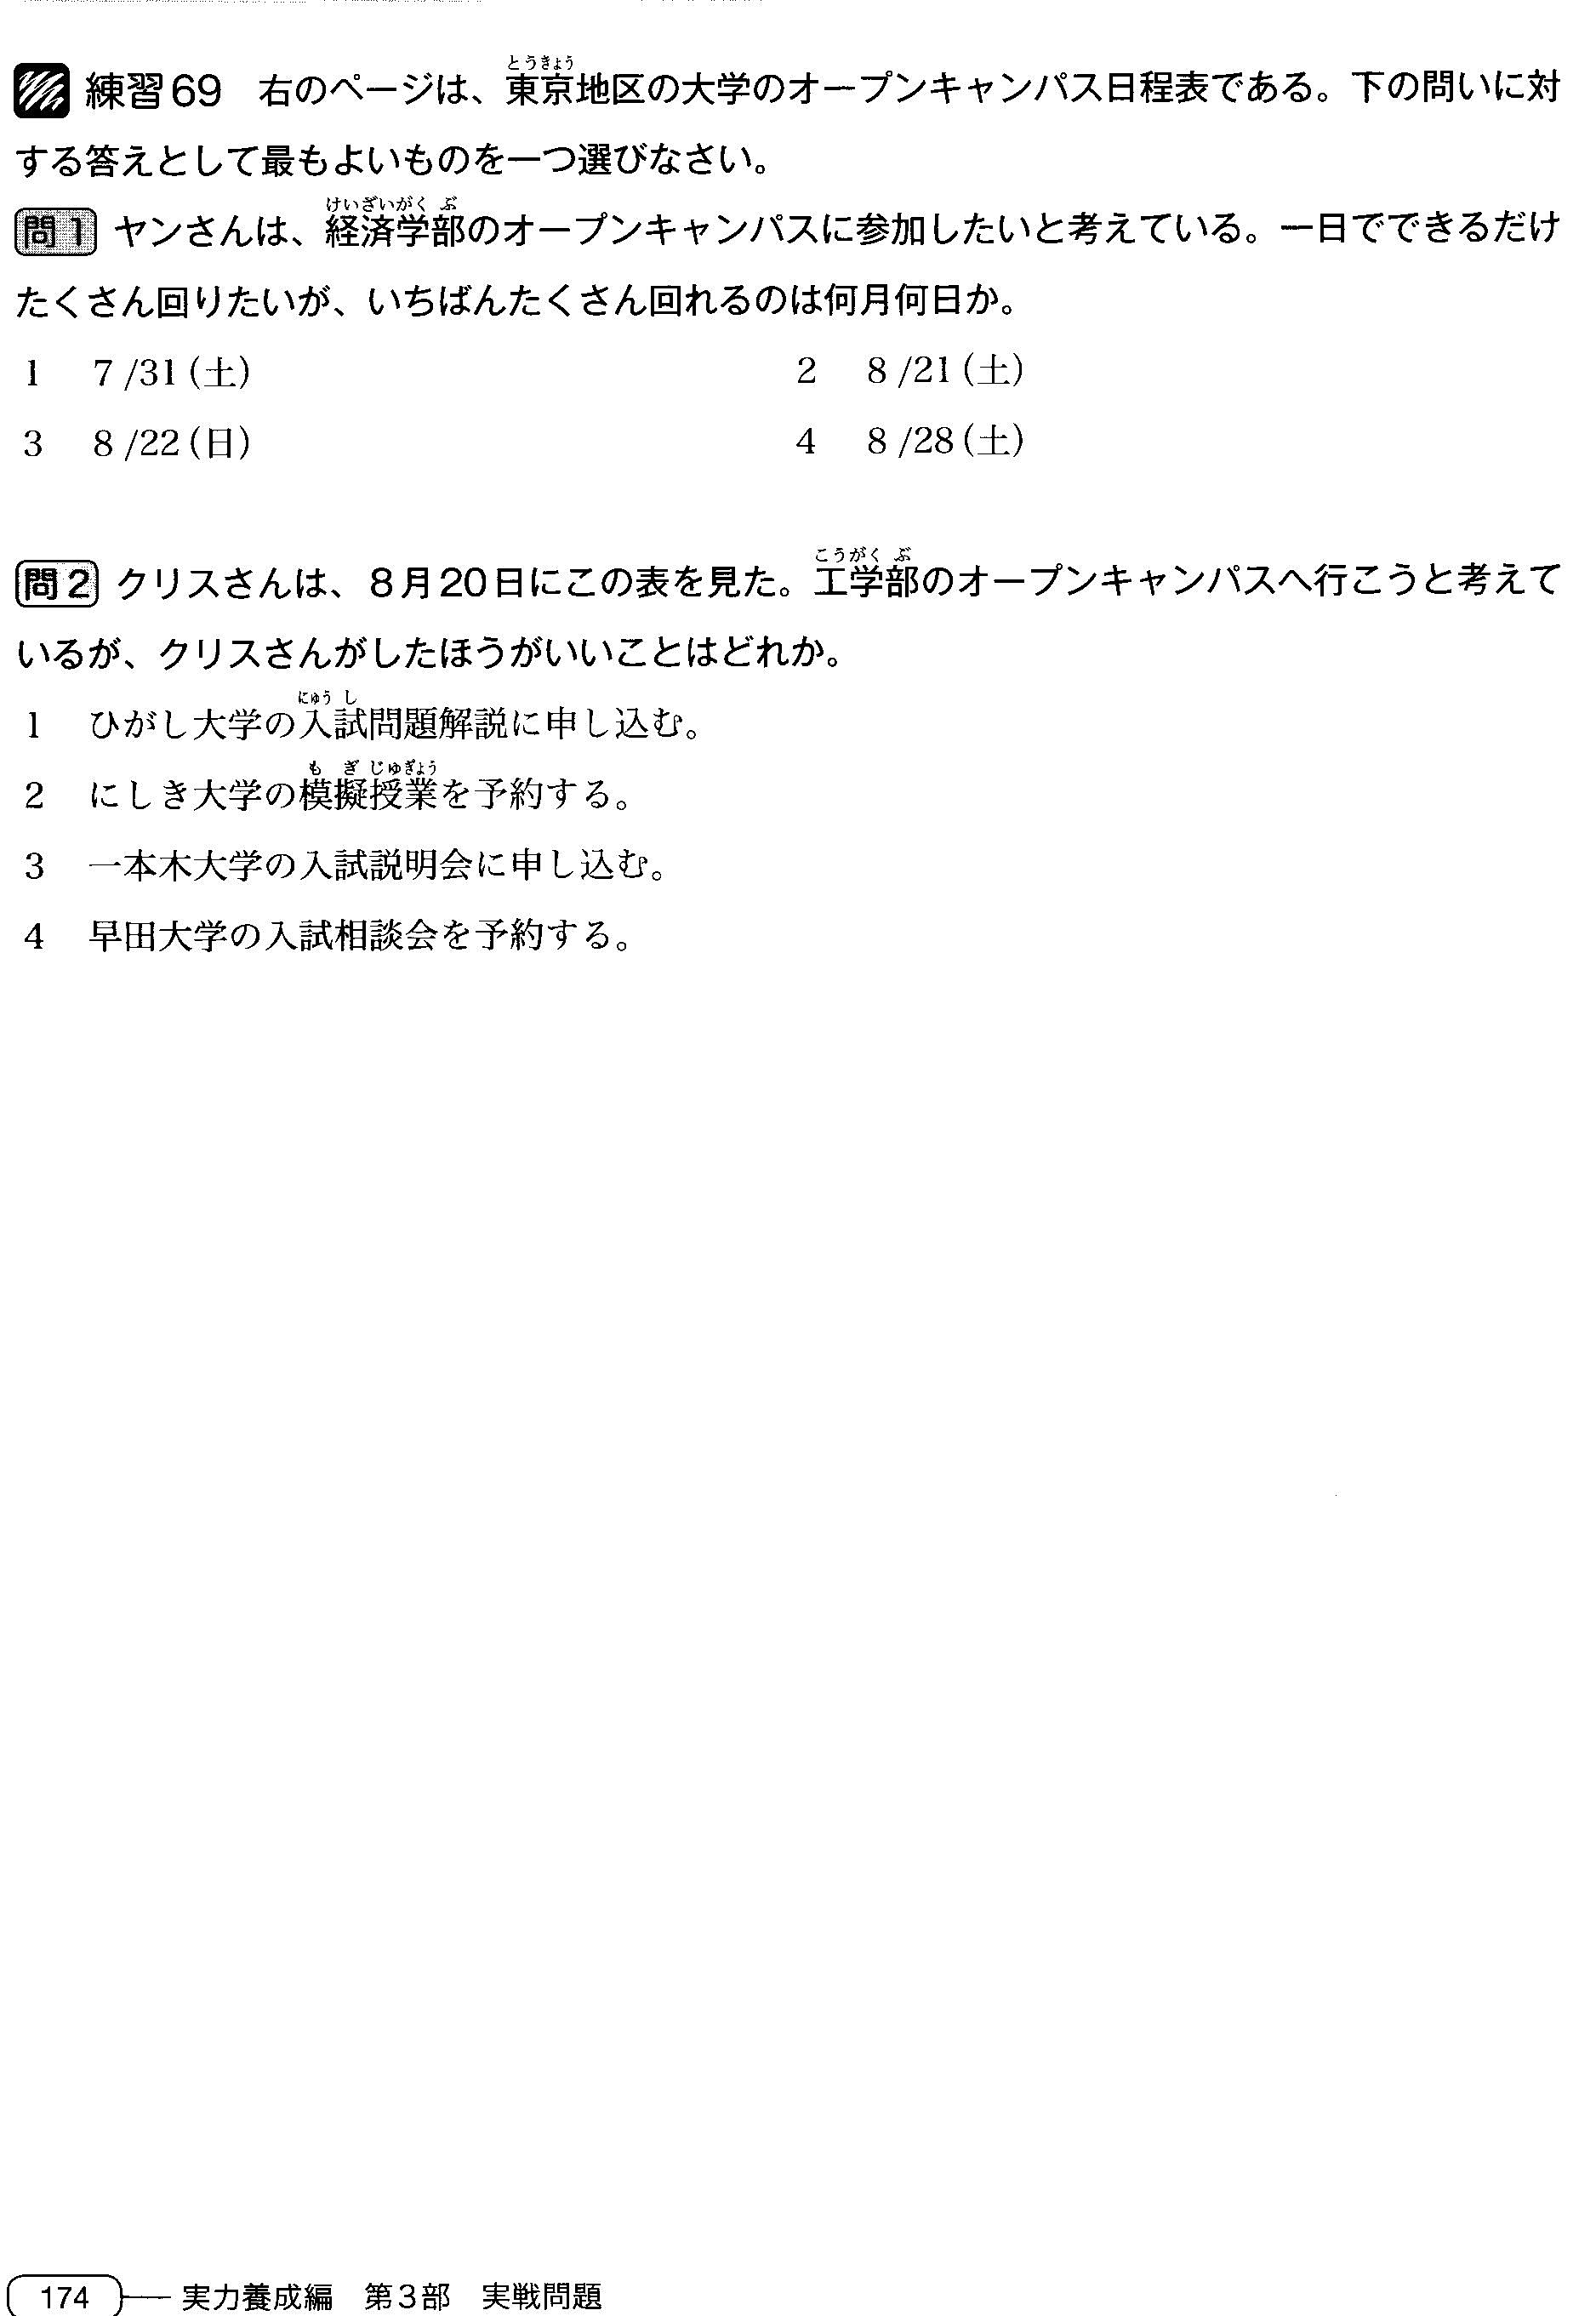 練習69　右のページは、東京地区の大学のオープンキャンパス日程表である。下の問いに対
する答えとして最もよいものを一つ選びなさい。
問1 ヤンさんは、経済学部のオープンキャンパスに参加したいと考えている。一日でできるだけ
たくさん回りたいが、いちばんたくさん回れるのは何月何日か。
1　7/31(土)　2　8/21(土)
3　8/22(日)　4　8/28(土)
問2 クリスさんは、8月20日にこの表を見た。工学部のオープンキャンパスへ行こうと考えて
いるが、クリスさんがしたほうがいいことはどれか。
1　ひがし大学の入試問題解説に申し込む。
2　にしき大学の模擬授業を予約する。
3　一本木大学の入試説明会に申し込む。
4　早田大学の入試相談会を予約する。
174　実力養成編　第3部　実戦問題